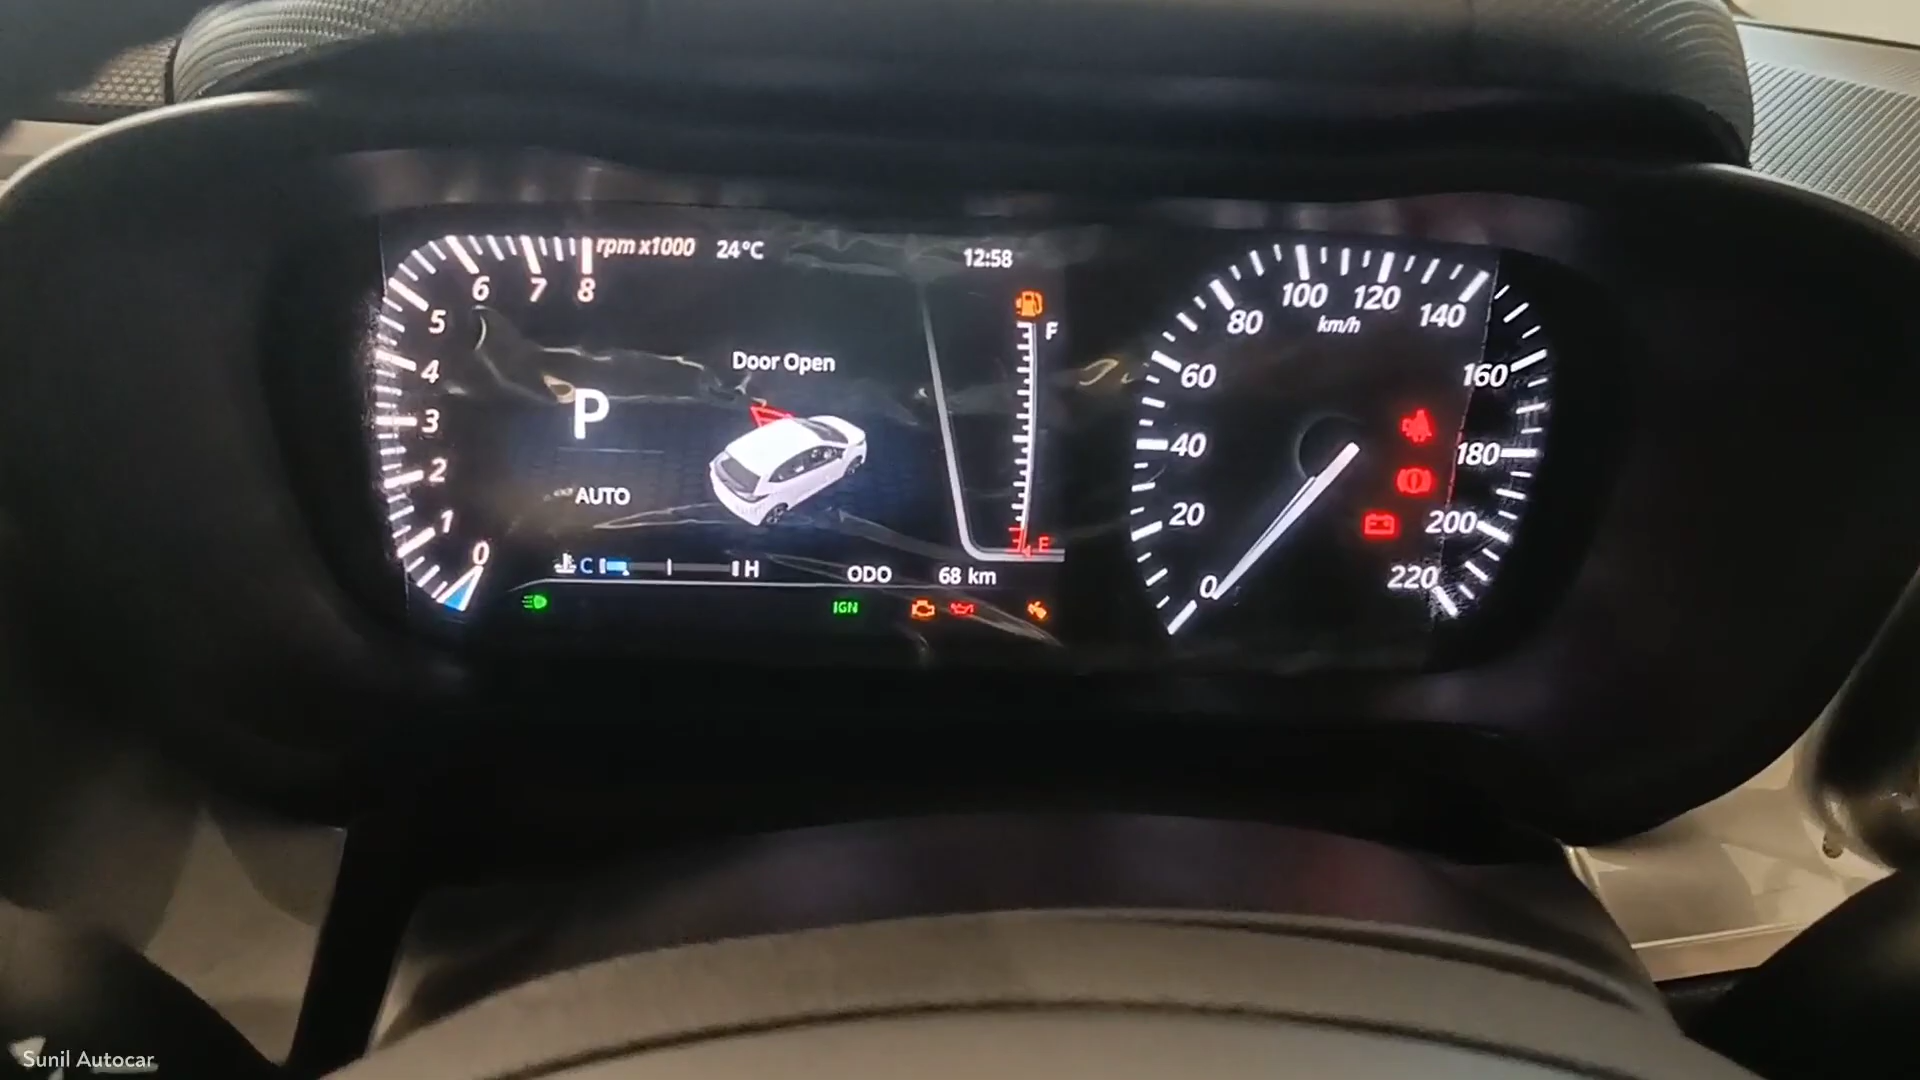 rpm x1000 24°C 12:58
6 7 8
5
4
3
2
1
0
Door Open
P
AUTO
F
E
C H
ODO 68 km
IGN
0 20 40 60 80 100 120 140 160 180 200 220
km/h
Sunil Autocar